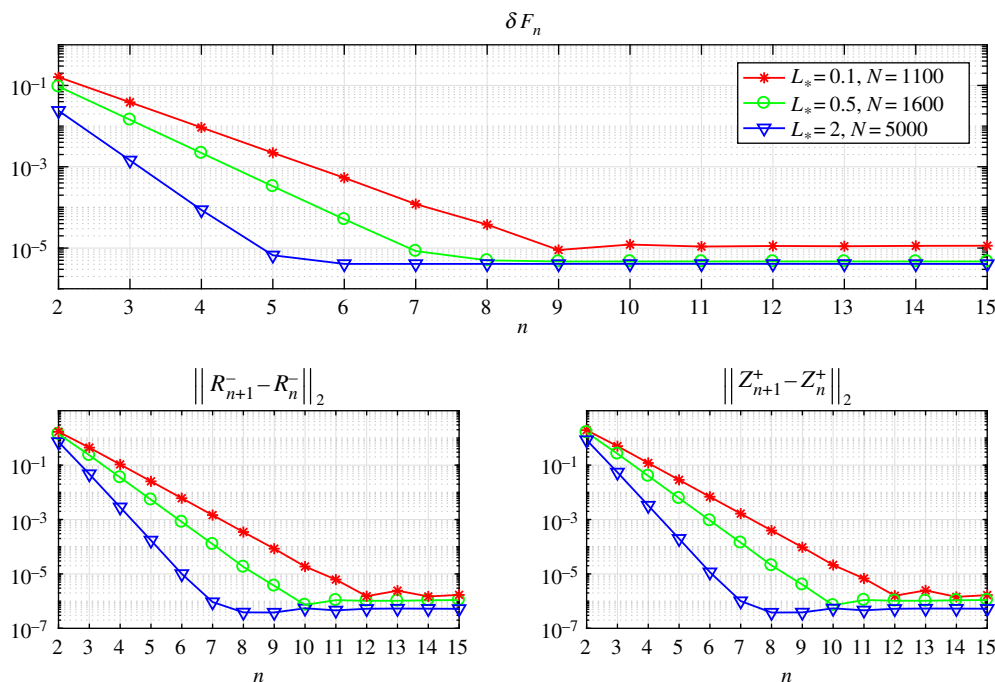 δF_n
10^{-1}
10^{-3}
10^{-5}
L_* = 0.1, N = 1100
L_* = 0.5, N = 1600
L_* = 2, N = 5000
2 3 4 5 6 7 8 9 10 11 12 13 14 15
n
||R^-_{n+1} − R^-_n||_2
10^{-1}
10^{-3}
10^{-5}
10^{-7}
2 3 4 5 6 7 8 9 10 11 12 13 14 15
n
||Z^+_{n+1} − Z^+_n||_2
10^{-1}
10^{-3}
10^{-5}
10^{-7}
2 3 4 5 6 7 8 9 10 11 12 13 14 15
n